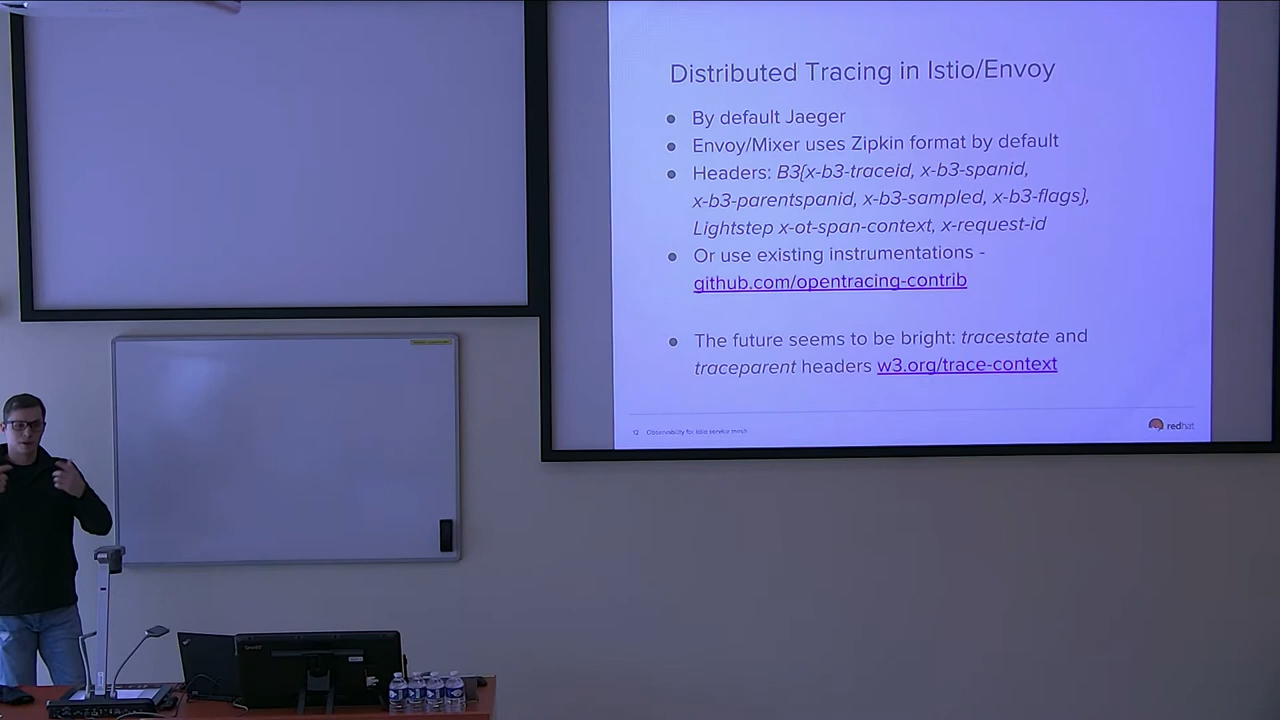 Distributed Tracing in Istio/Envoy
By default Jaeger
Envoy/Mixer uses Zipkin format by default
Headers: B3[x-b3-traceid, x-b3-spanid,
x-b3-parentspanid, x-b3-sampled, x-b3-flags],
Lightstep x-ot-span-context, x-request-id
Or use existing instrumentations -
github.com/opentracing-contrib
The future seems to be bright: tracestate and
traceparent headers w3.org/trace-context
12 Observability for Istio service mesh
redhat